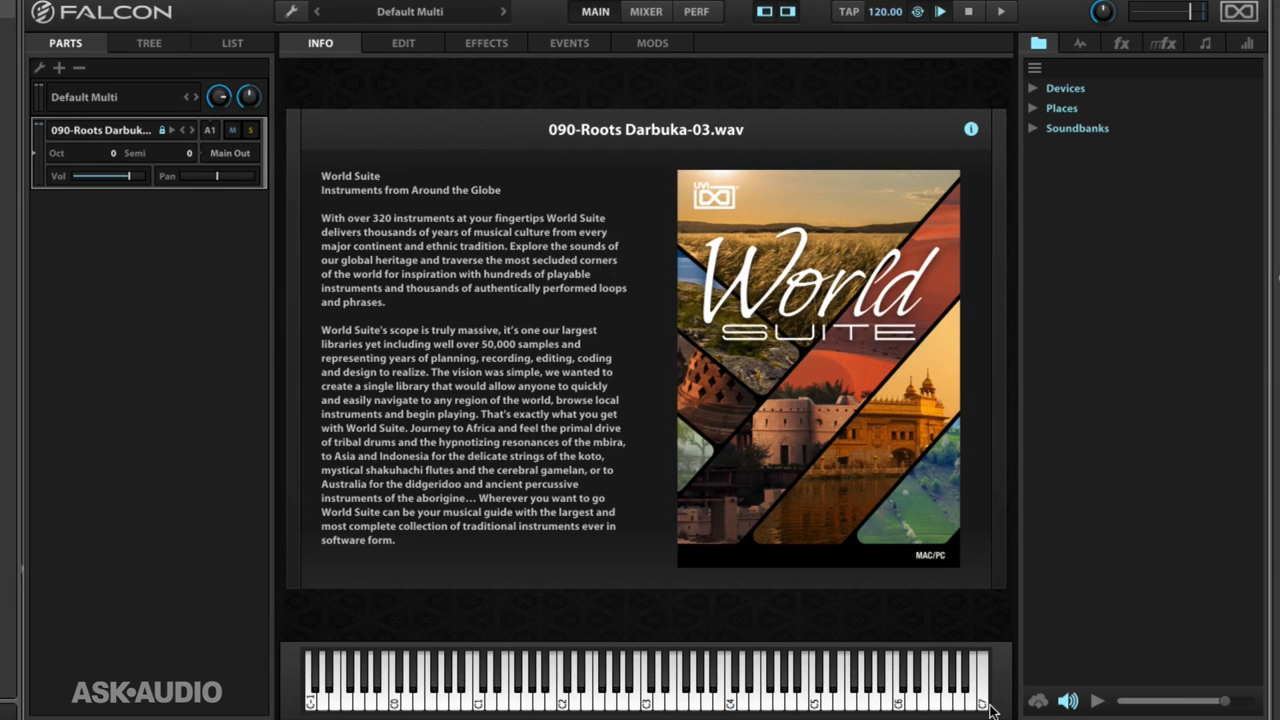 FALCON
Default Multi
MAIN MIXER PERF
TAP 120.00
PARTS TREE LIST
INFO EDIT EFFECTS EVENTS MODS
fx mfx
Default Multi
090-Roots Darbuk... A1 M S
Oct 0 Semi 0 Main Out
Vol Pan
090-Roots Darbuka-03.wav
World Suite
Instruments from Around the Globe
With over 320 instruments at your fingertips World Suite
delivers thousands of years of musical culture from every
major continent and ethnic tradition. Explore the sounds of
our global heritage and traverse the most secluded corners
of the world for inspiration with hundreds of playable
instruments and thousands of authentically performed loops
and phrases.
World Suite's scope is truly massive, it's one our largest
libraries yet including well over 50,000 samples and
representing years of planning, recording, editing, coding
and design to realize. The vision was simple, we wanted to
create a single library that would allow anyone to quickly
and easily navigate to any region of the world, browse local
instruments and begin playing. That's exactly what you get
with World Suite. Journey to Africa and feel the primal drive
of tribal drums and the hypnotizing resonances of the mbira,
to Asia and Indonesia for the delicate strings of the koto,
mystical shakuhachi flutes and the cerebral gamelan, or to
Australia for the didgeridoo and ancient percussive
instruments of the aborigine... Wherever you want to go
World Suite can be your musical guide with the largest and
most complete collection of traditional instruments ever in
software form.
UVI
World
SUITE
MAC/PC
Devices
Places
Soundbanks
C-1 C0 C1 C2 C3 C4 C5 C6 C7
ASK•AUDIO